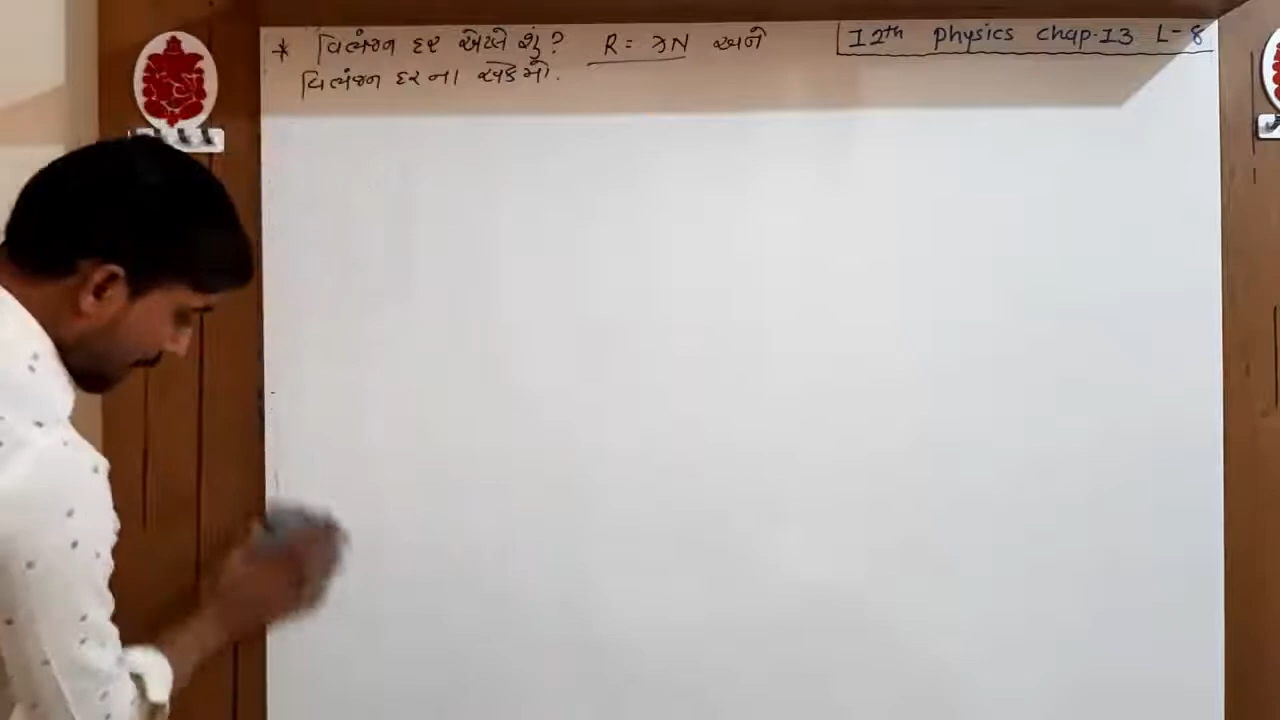 * વિભંજન દર એટલે શું? R = λN અને
વિભંજન દરના એકમો.
12th physics chap.13 L-8